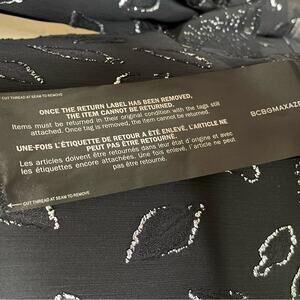 CUT THREAD AT SEAM TO REMOVE
ONCE THE RETURN LABEL HAS BEEN REMOVED,
THE ITEM CANNOT BE RETURNED.
Items must be returned in their original condition with the tags still
attached. Once tag is removed, the item cannot be returned.
UNE-FOIS L'ÉTIQUETTE DE RETOUR A ÉTÉ ENLEVÉ, L'ARTICLE NE
PEUT PAS ÊTRE RETOURNÉ.
Les articles doivent être retournés dans leur état d'origine et avec
les étiquettes encore attachées. Une fois enlevé, l'article ne peut
pas être retourné.
CUT THREAD AT SEAM TO REMOVE
BCBGMAXAZ